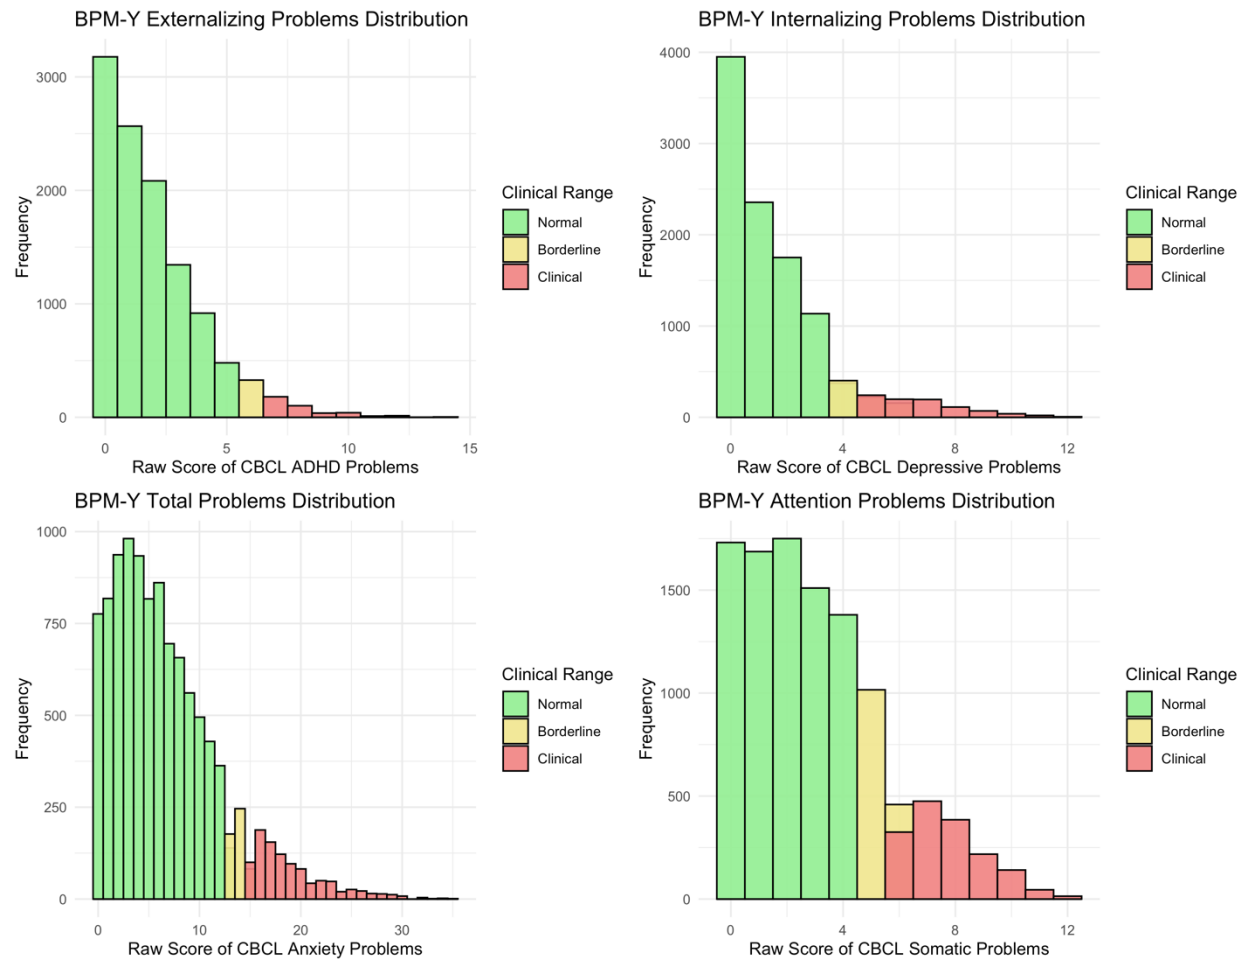 BPM-Y Externalizing Problems Distribution
3000
2000
1000
0
Frequency
0 5 10 15
Raw Score of CBCL ADHD Problems
Clinical Range
Normal
Borderline
Clinical
BPM-Y Internalizing Problems Distribution
4000
3000
2000
1000
0
Frequency
0 4 8 12
Raw Score of CBCL Depressive Problems
Clinical Range
Normal
Borderline
Clinical
BPM-Y Total Problems Distribution
1000
750
500
250
0
Frequency
0 10 20 30
Raw Score of CBCL Anxiety Problems
Clinical Range
Normal
Borderline
Clinical
BPM-Y Attention Problems Distribution
1500
1000
500
0
Frequency
0 4 8 12
Raw Score of CBCL Somatic Problems
Clinical Range
Normal
Borderline
Clinical